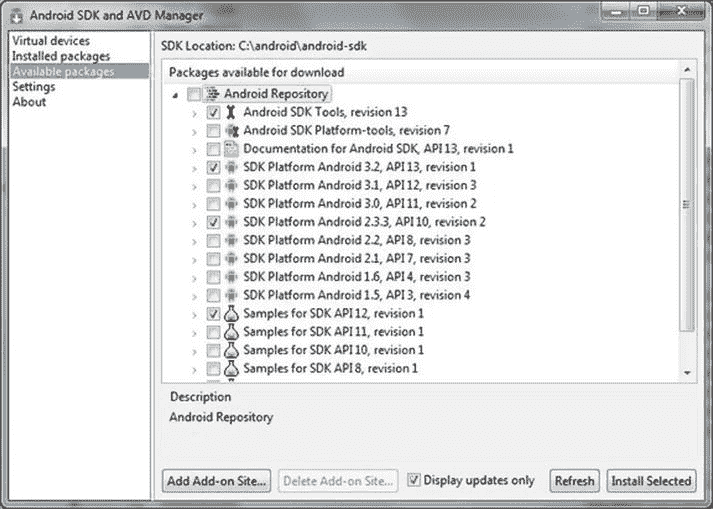 Android SDK and AVD Manager
Virtual devices
Installed packages
Available packages
Settings
About
SDK Location: C:\android\android-sdk
Packages available for download
Android Repository
Android SDK Tools, revision 13
Android SDK Platform-tools, revision 7
Documentation for Android SDK, API 13, revision 1
SDK Platform Android 3.2, API 13, revision 1
SDK Platform Android 3.1, API 12, revision 3
SDK Platform Android 3.0, API 11, revision 2
SDK Platform Android 2.3.3, API 10, revision 2
SDK Platform Android 2.2, API 8, revision 3
SDK Platform Android 2.1, API 7, revision 3
SDK Platform Android 1.6, API 4, revision 3
SDK Platform Android 1.5, API 3, revision 4
Samples for SDK API 12, revision 1
Samples for SDK API 11, revision 1
Samples for SDK API 10, revision 1
Samples for SDK API 8, revision 1
Description
Android Repository
Add Add-on Site... Delete Add-on Site... Display updates only Refresh Install Selected